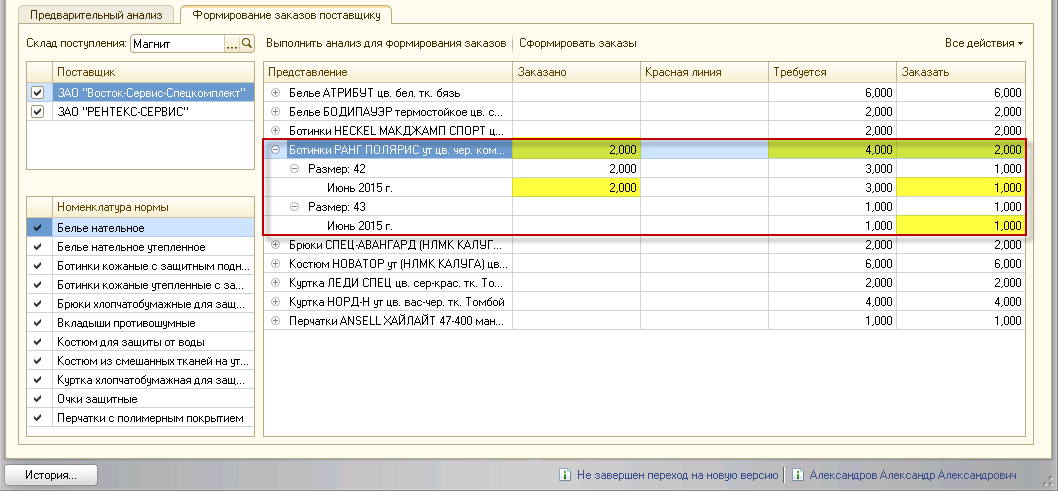 Предварительный анализ Формирование заказов поставщику
Склад поступления: Магнит ... Выполнить анализ для формирования заказов Сформировать заказы Все действия
Поставщик
ЗАО "Восток-Сервис-Спецкомплект"
ЗАО "РЕНТЕКС-СЕРВИС"
Номенклатура нормы
Белье нательное
Белье нательное утепленное
Ботинки кожаные с защитным подн...
Ботинки кожаные утепленные с за...
Брюки хлопчатобумажные для защ...
Вкладыши противошумные
Костюм для защиты от воды
Костюм из смешанных тканей на ут...
Куртка хлопчатобумажная для защ...
Очки защитные
Перчатки с полимерным покрытием
Представление Заказано Красная линия Требуется Заказать
Белье АТРИБУТ цв. бел. тк. бязь 6,000 6,000
Белье БОДИПАУЭР термостойкое цв. с... 2,000 2,000
Ботинки HECKEL МАКДЖАМП СПОРТ ц... 2,000 2,000
Ботинки РАНГ ПОЛЯРИС ут цв. чер. ком... 2,000 4,000 2,000
Размер: 42 2,000 3,000 1,000
Июнь 2015 г. 2,000 3,000 1,000
Размер: 43 1,000 1,000
Июнь 2015 г. 1,000 1,000
Брюки СПЕЦ-АВАНГАРД (НЛМК КАЛУГ... 2,000 2,000
Костюм НОВАТОР ут (НЛМК КАЛУГА) цв... 6,000 6,000
Куртка ЛЕДИ СПЕЦ цв. сер-крас. тк. То... 2,000 2,000
Куртка НОРД-Н ут цв. вас-чер. тк. Томбой 4,000 4,000
Перчатки ANSELL ХАЙЛАЙТ 47-400 ман... 1,000 1,000
История... Не завершен переход на новую версию Александров Александр Александрович